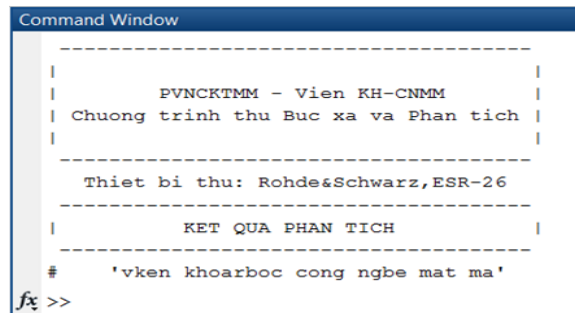 Command Window
---------------------------------------
| |
| PVNCKTMM - Vien KH-CNMM |
| Chuong trinh thu Buc xa va Phan tich |
| |
---------------------------------------
Thiet bi thu: Rohde&Schwarz,ESR-26
---------------------------------------
| KET QUA PHAN TICH |
---------------------------------------
# 'vken khoarboc cong ngbe mat ma'
fx >>